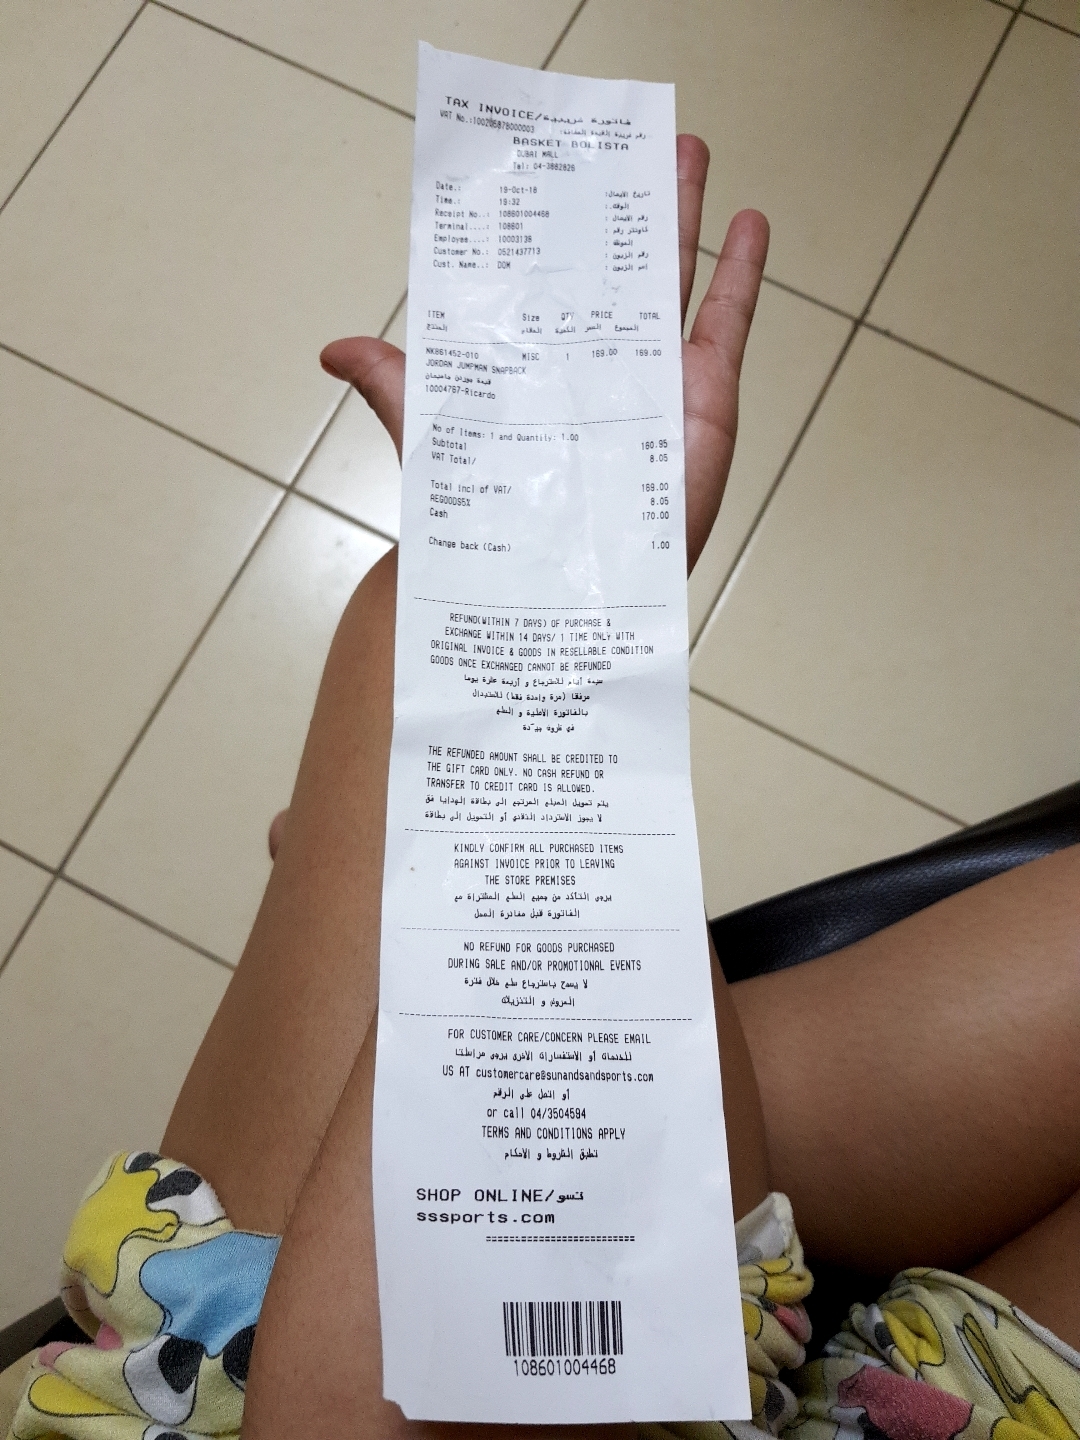 TAX INVOICE/فاتورة ضريبية
VAT No.:100205878000003
BASKET BOLISTA
DUBAI MALL
Tel: 04-3882826
Date.: 19-Oct-18 تاريخ الايصال:
Time.: 19:32 الوقت.:
Receipt No..: 108601004468 رقم الايصال :
Terminal....: 108601 كاونتر رقم :
Employee....: 10003138 الموظف :
Customer No.: 0521437713 رقم الزبون :
Cust. Name..: DOM اسم الزبون :
ITEM Size QTY PRICE TOTAL
المنتج المقاس الكمية السعر المجموع
NK861452-010 MISC 1 169.00 169.00
JORDAN JUMPMAN SNAPBACK
قبعة جوردن جامبمان
10004767-Ricardo
No of Items: 1 and Quantity: 1.00
Subtotal 160.95
VAT Total/ 8.05
Total incl of VAT/ 169.00
AEGOODS5% 8.05
Cash 170.00
Change back (Cash) 1.00
REFUND(WITHIN 7 DAYS) OF PURCHASE &
EXCHANGE WITHIN 14 DAYS/ 1 TIME ONLY WITH
ORIGINAL INVOICE & GOODS IN RESELLABLE CONDITION
GOODS ONCE EXCHANGED CANNOT BE REFUNDED
سبعة أيام للاسترجاع و أربعة عشرة يوما
مرفقا (مرة واحدة فقط) للاستبدال
بالفاتورة الاصلية و السلع
في ظروف جيدة
THE REFUNDED AMOUNT SHALL BE CREDITED TO
THE GIFT CARD ONLY. NO CASH REFUND OR
TRANSFER TO CREDIT CARD IS ALLOWED.
يتم تمويل المبلغ المرتجع الى بطاقة الهدايا فق
لا يجوز الاسترداد النقدي أو التمويل إلى بطاقة
KINDLY CONFIRM ALL PURCHASED ITEMS
AGAINST INVOICE PRIOR TO LEAVING
THE STORE PREMISES
يرجى التأكد من جميع السلع المشتراة مع
الفاتورة قبل مغادرة المحل
NO REFUND FOR GOODS PURCHASED
DURING SALE AND/OR PROMOTIONAL EVENTS
لا يسمح باسترجاع سلع خلال فترة
العروض و التنزيلات
FOR CUSTOMER CARE/CONCERN PLEASE EMAIL
للخدمات أو الاستفسارات الأخرى يرجى مراسلتنا
US AT customercare@sunandsandsports.com
أو اتصل على الرقم
or call 04/3504594
TERMS AND CONDITIONS APPLY
تطبق الشروط و الأحكام
SHOP ONLINE/تسو
sssports.com
108601004468